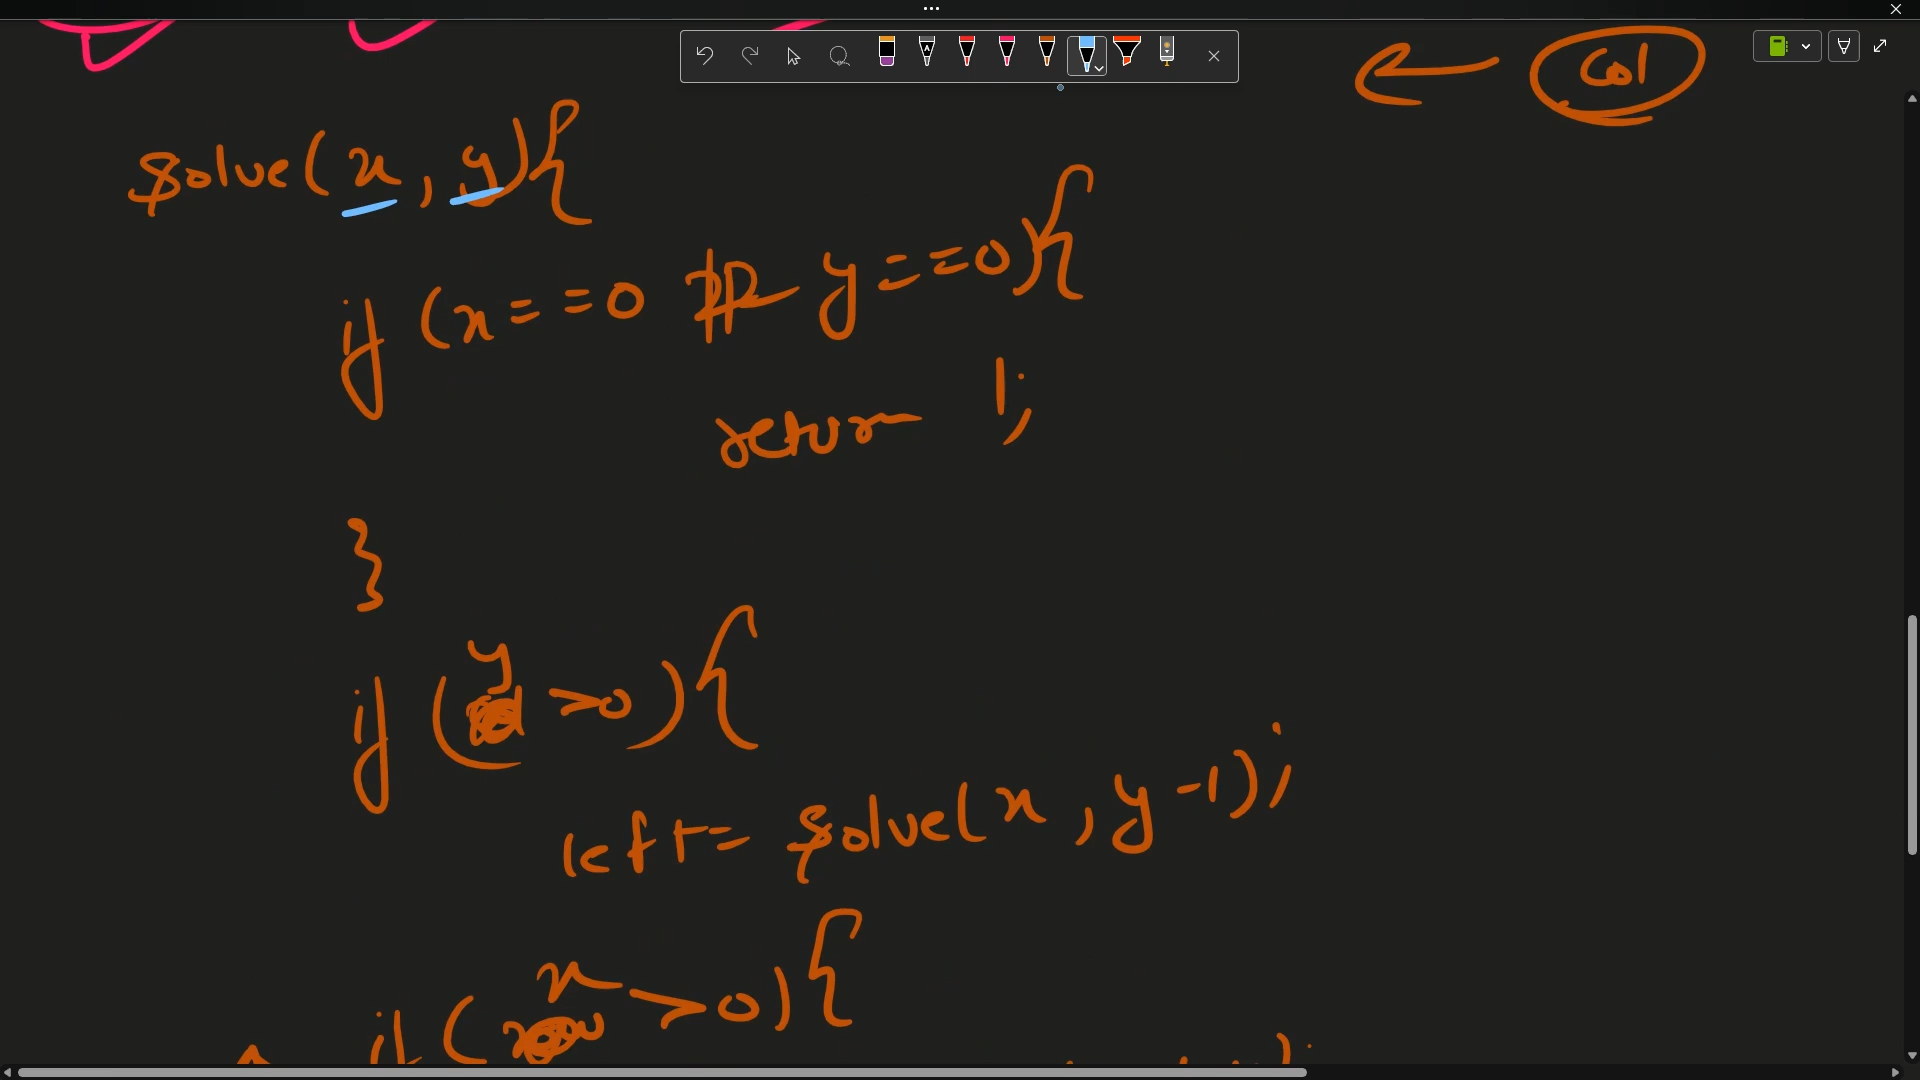 col
solve(x, y){
if (x==0 && y==0){
return 1;
}
if (y >0){
left= solve(x, y-1);
if (x >0){